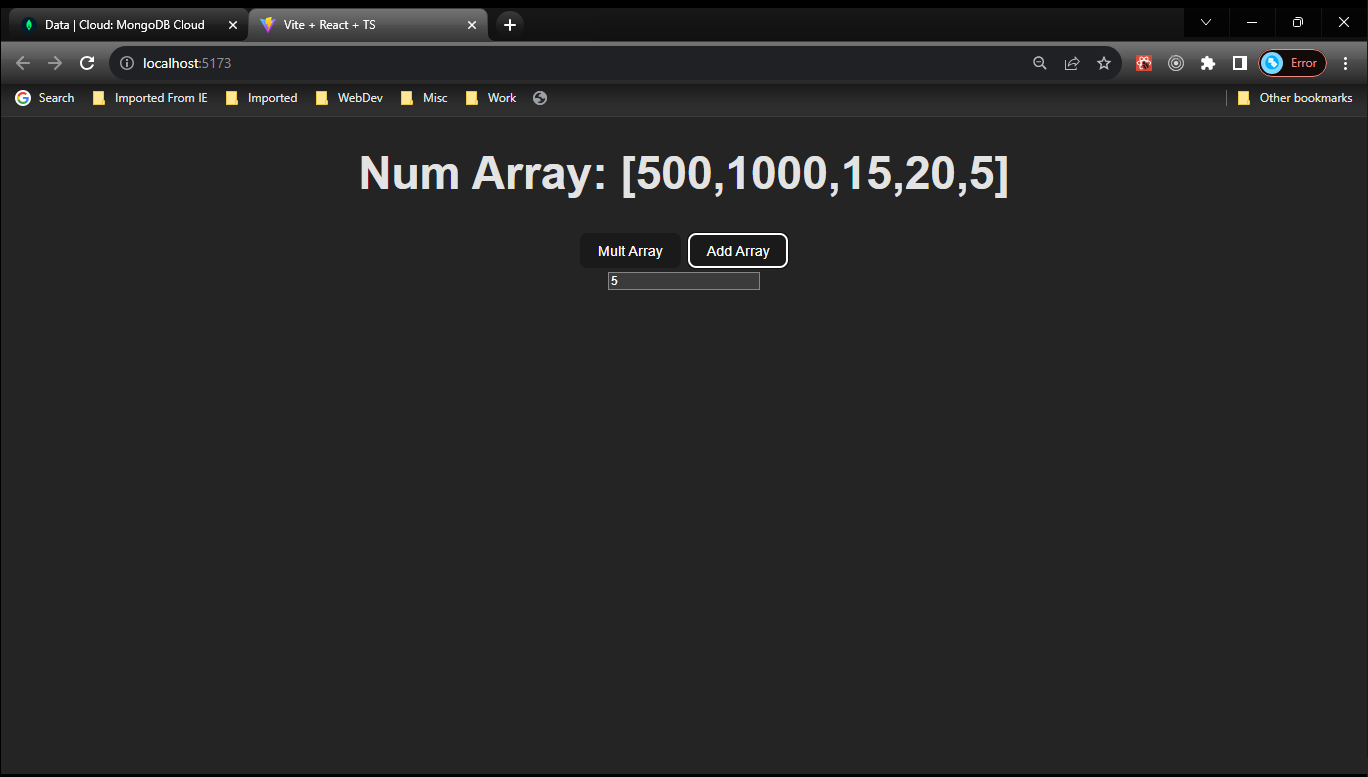 Data | Cloud: MongoDB Cloud
Vite + React + TS
localhost:5173
Error
Search
Imported From IE
Imported
WebDev
Misc
Work
Other bookmarks
Num Array: [500,1000,15,20,5]
Mult Array
Add Array
5